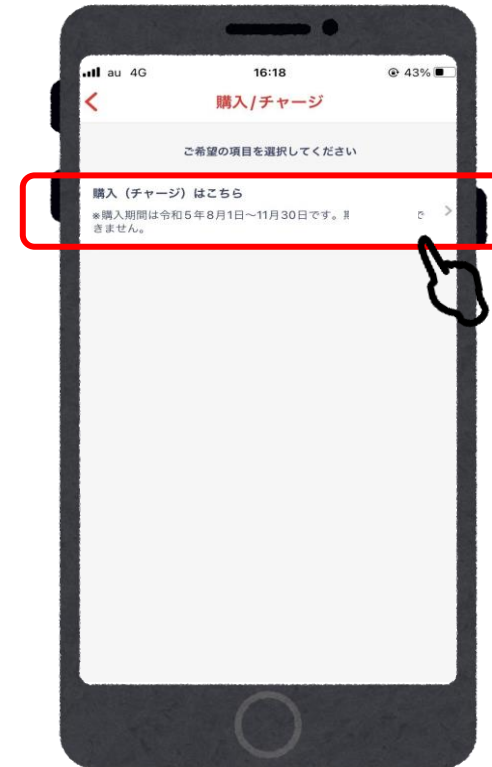 au 4G 16:18 43%
購入/チャージ
ご希望の項目を選択してください
購入（チャージ）はこちら
※購入期間は令和5年8月1日〜11月30日です。 で
きません。